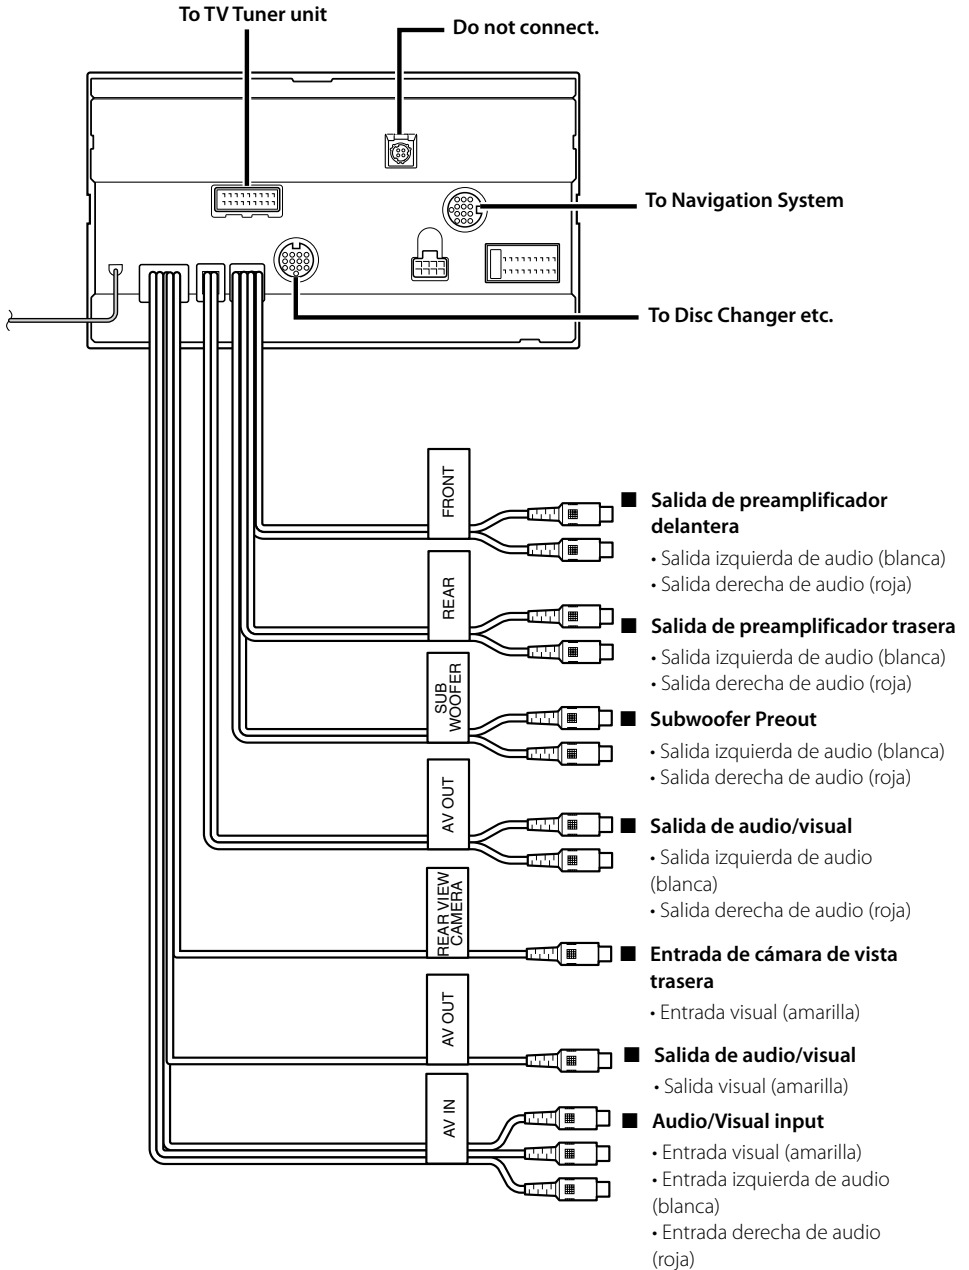 To TV Tuner unit
Do not connect.
To Navigation System
To Disc Changer etc.
FRONT
■ Salida de preamplificador
delantera
• Salida izquierda de audio (blanca)
• Salida derecha de audio (roja)
REAR
■ Salida de preamplificador trasera
• Salida izquierda de audio (blanca)
• Salida derecha de audio (roja)
SUB
WOOFER
■ Subwoofer Preout
• Salida izquierda de audio (blanca)
• Salida derecha de audio (roja)
AV OUT
■ Salida de audio/visual
• Salida izquierda de audio
(blanca)
• Salida derecha de audio (roja)
REAR VIEW
CAMERA
■ Entrada de cámara de vista
trasera
• Entrada visual (amarilla)
AV OUT
■ Salida de audio/visual
• Salida visual (amarilla)
AV IN
■ Audio/Visual input
• Entrada visual (amarilla)
• Entrada izquierda de audio
(blanca)
• Entrada derecha de audio
(roja)